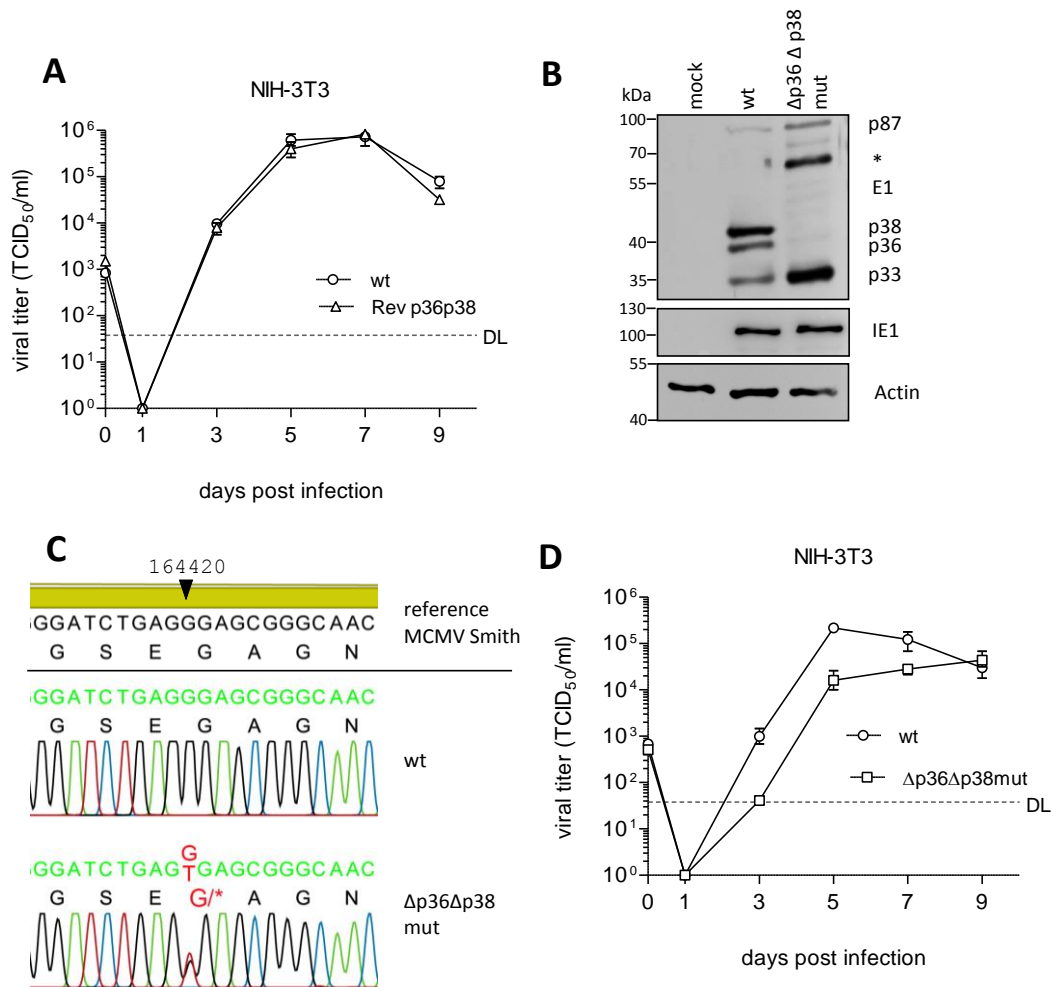 A
NIH-3T3
viral titer (TCID50/ml)
10^6
10^5
10^4
10^3
10^2
10^1
10^0
wt
Rev p36p38
DL
0 1 3 5 7 9
days post infection
B
kDa
mock
wt
Δp36 Δ p38
mut
100
70
55
40
35
p87
*
E1
p38
p36
p33
130
100
IE1
55
40
Actin
C
164420
GGATCTGAGGGAGCGGGCAAC
G S E G A G N
reference
MCMV Smith
GGATCTGAGGGAGCGGGCAAC
G S E G A G N
wt
G
GGATCTGAGTGAGCGGGCAAC
G S E G/* A G N
Δp36Δp38
mut
D
NIH-3T3
viral titer (TCID50/ml)
10^6
10^5
10^4
10^3
10^2
10^1
10^0
wt
Δp36Δp38mut
DL
0 1 3 5 7 9
days post infection